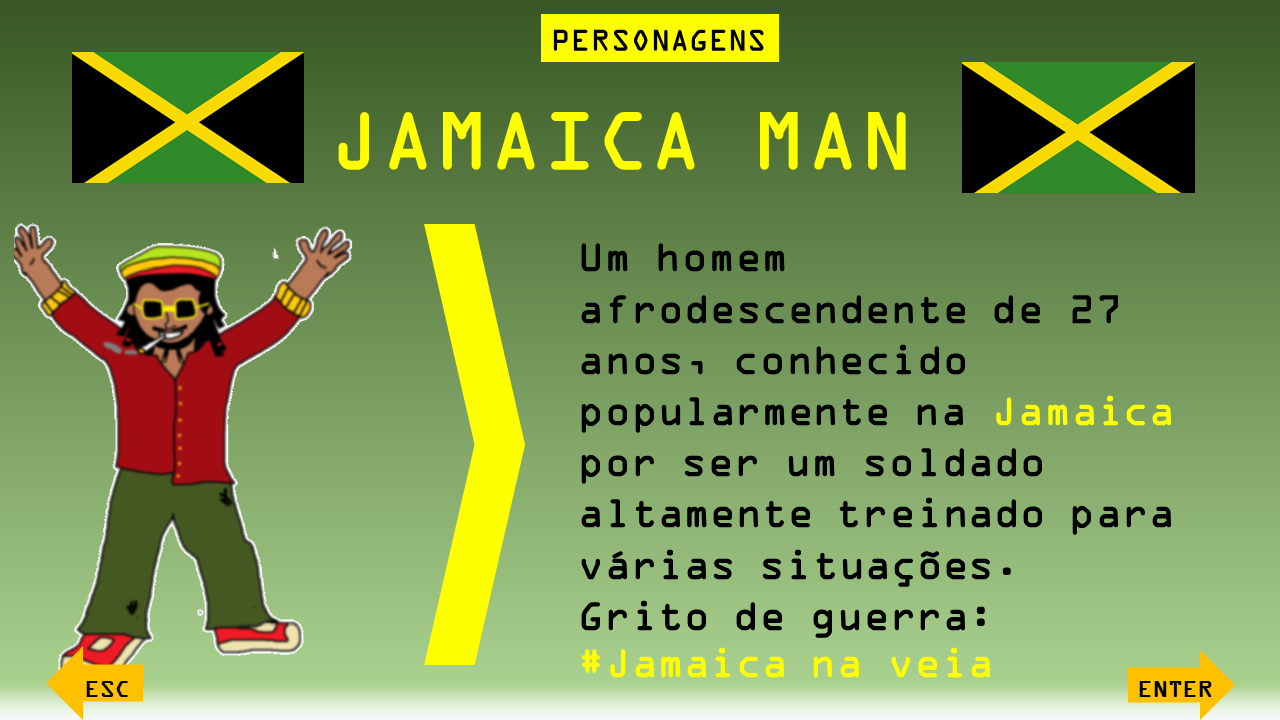 PERSONAGENS
JAMAICA MAN
Um homem
afrodescendente de 27
anos, conhecido
popularmente na Jamaica
por ser um soldado
altamente treinado para
várias situações.
Grito de guerra:
#Jamaica na veia
ESC
ENTER